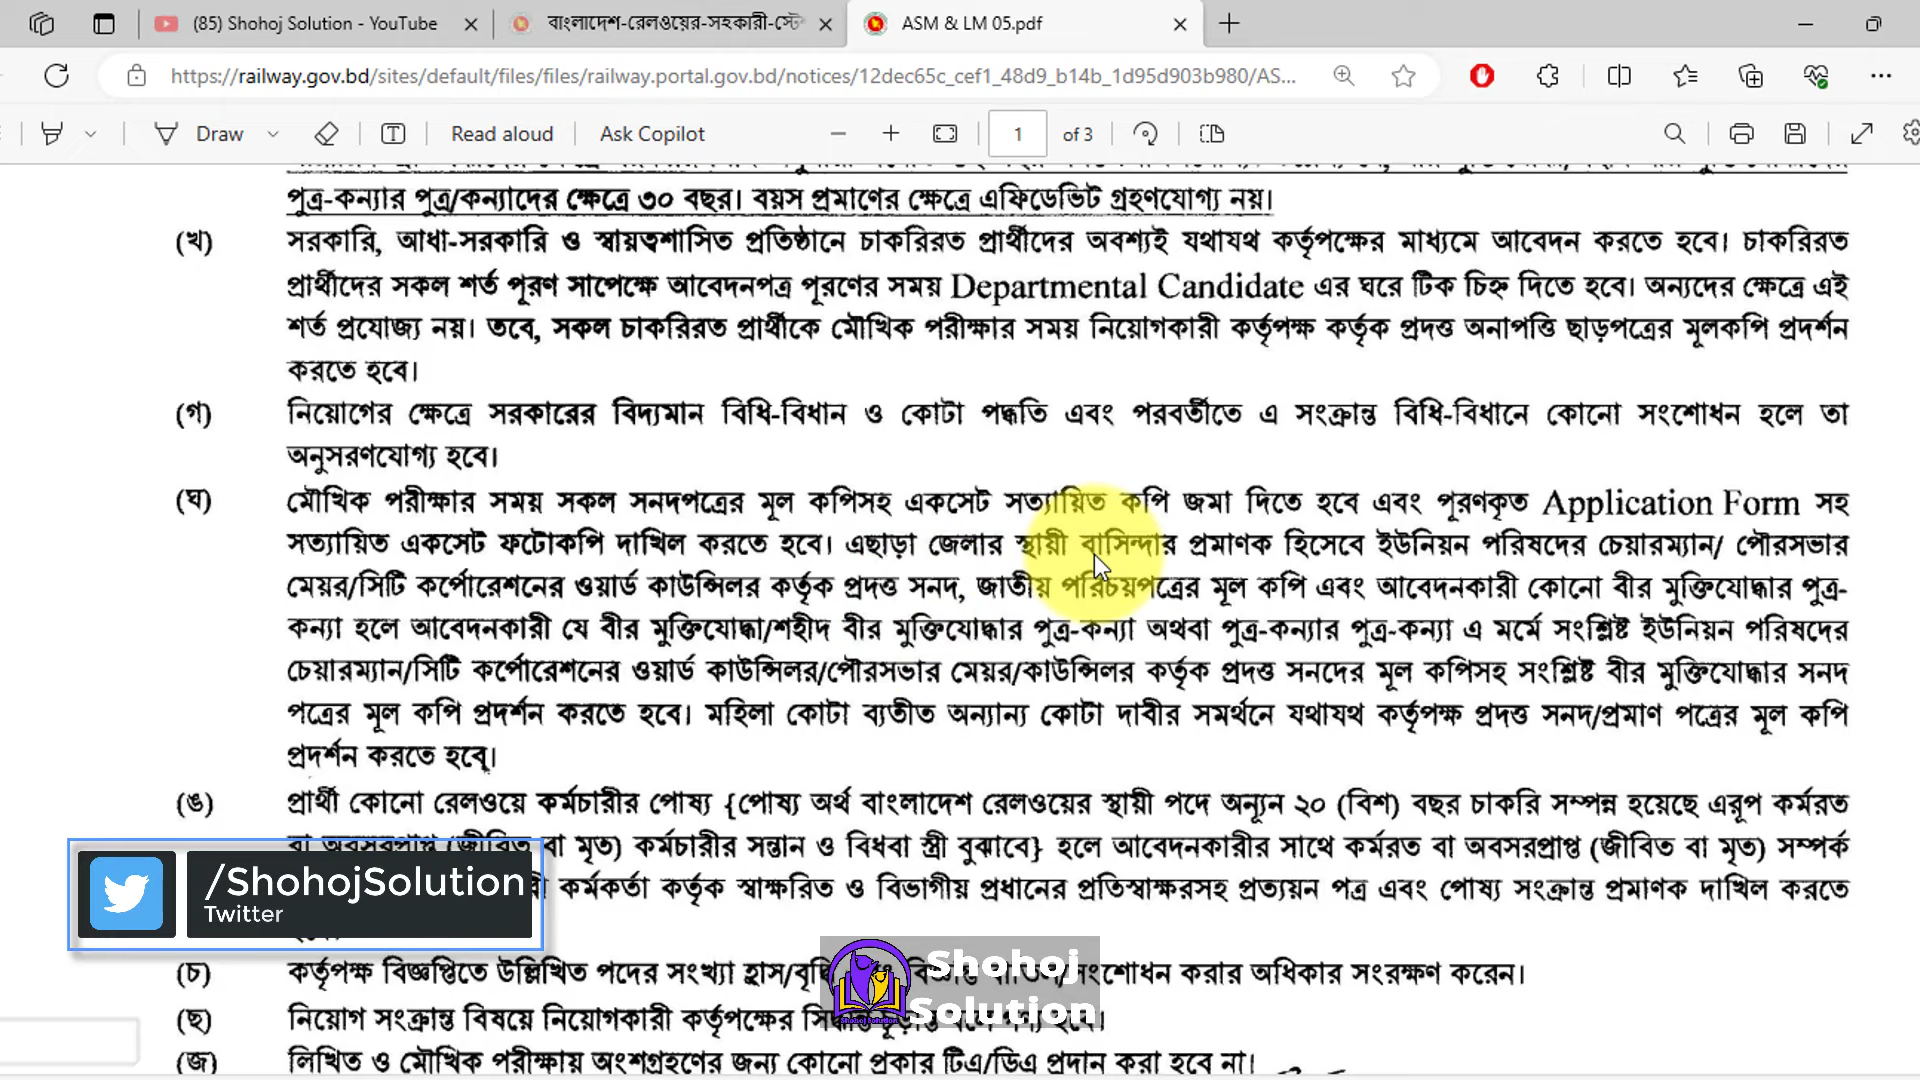 (85) Shohoj Solution - YouTube
বাংলাদেশ-রেলওয়ের-সহকারী-স্টে
ASM & LM 05.pdf
https://railway.gov.bd/sites/default/files/files/railway.portal.gov.bd/notices/12dec65c_cef1_48d9_b14b_1d95d903b980/AS...
Draw
Read aloud
Ask Copilot
1
of 3
পুত্র-কন্যার পুত্র/কন্যাদের ক্ষেত্রে ৩০ বছর। বয়স প্রমাণের ক্ষেত্রে এফিডেভিট গ্রহণযোগ্য নয়।
(খ) সরকারি, আধা-সরকারি ও স্বায়ত্বশাসিত প্রতিষ্ঠানে চাকরিরত প্রার্থীদের অবশ্যই যথাযথ কর্তৃপক্ষের মাধ্যমে আবেদন করতে হবে। চাকরিরত
প্রার্থীদের সকল শর্ত পূরণ সাপেক্ষে আবেদনপত্র পূরণের সময় Departmental Candidate এর ঘরে টিক চিহ্ন দিতে হবে। অন্যদের ক্ষেত্রে এই
শর্ত প্রযোজ্য নয়। তবে, সকল চাকরিরত প্রার্থীকে মৌখিক পরীক্ষার সময় নিয়োগকারী কর্তৃপক্ষ কর্তৃক প্রদত্ত অনাপত্তি ছাড়পত্রের মূলকপি প্রদর্শন
করতে হবে।
(গ) নিয়োগের ক্ষেত্রে সরকারের বিদ্যমান বিধি-বিধান ও কোটা পদ্ধতি এবং পরবর্তীতে এ সংক্রান্ত বিধি-বিধানে কোনো সংশোধন হলে তা
অনুসরণযোগ্য হবে।
(ঘ) মৌখিক পরীক্ষার সময় সকল সনদপত্রের মূল কপিসহ একসেট সত্যায়িত কপি জমা দিতে হবে এবং পূরণকৃত Application Form সহ
সত্যায়িত একসেট ফটোকপি দাখিল করতে হবে। এছাড়া জেলার স্থায়ী বাসিন্দার প্রমাণক হিসেবে ইউনিয়ন পরিষদের চেয়ারম্যান/ পৌরসভার
মেয়র/সিটি কর্পোরেশনের ওয়ার্ড কাউন্সিলর কর্তৃক প্রদত্ত সনদ, জাতীয় পরিচয়পত্রের মূল কপি এবং আবেদনকারী কোনো বীর মুক্তিযোদ্ধার পুত্র-
কন্যা হলে আবেদনকারী যে বীর মুক্তিযোদ্ধা/শহীদ বীর মুক্তিযোদ্ধার পুত্র-কন্যা অথবা পুত্র-কন্যার পুত্র-কন্যা এ মর্মে সংশ্লিষ্ট ইউনিয়ন পরিষদের
চেয়ারম্যান/সিটি কর্পোরেশনের ওয়ার্ড কাউন্সিলর/পৌরসভার মেয়র/কাউন্সিলর কর্তৃক প্রদত্ত সনদের মূল কপিসহ সংশ্লিষ্ট বীর মুক্তিযোদ্ধার সনদ
পত্রের মূল কপি প্রদর্শন করতে হবে। মহিলা কোটা ব্যতীত অন্যান্য কোটা দাবীর সমর্থনে যথাযথ কর্তৃপক্ষ প্রদত্ত সনদ/প্রমাণ পত্রের মূল কপি
প্রদর্শন করতে হবে।
(ঙ) প্রার্থী কোনো রেলওয়ে কর্মচারীর পোষ্য {পোষ্য অর্থ বাংলাদেশ রেলওয়ের স্থায়ী পদে অন্যূন ২০ (বিশ) বছর চাকরি সম্পন্ন হয়েছে এরূপ কর্মরত
বা অবসরপ্রাপ্ত (জীবিত বা মৃত) কর্মচারীর সন্তান ও বিধবা স্ত্রী বুঝাবে} হলে আবেদনকারীর সাথে কর্মরত বা অবসরপ্রাপ্ত (জীবিত বা মৃত) সম্পর্ক
কর্মকর্তা কর্তৃক স্বাক্ষরিত ও বিভাগীয় প্রধানের প্রতিস্বাক্ষরসহ প্রত্যয়ন পত্র এবং পোষ্য সংক্রান্ত প্রমাণক দাখিল করতে
/ShohojSolution
Twitter
(চ) কর্তৃপক্ষ বিজ্ঞপ্তিতে উল্লিখিত পদের সংখ্যা হ্রাস/ সংশোধন করার অধিকার সংরক্ষণ করেন।
(ছ) নিয়োগ সংক্রান্ত বিষয়ে নিয়োগকারী কর্তৃপক্ষের
Shohoj
Solution
(জ) লিখিত ও মৌখিক পরীক্ষায় অংশগ্রহণের জন্য কোনো প্রকার টিএ/ডিএ প্রদান করা হবে না।